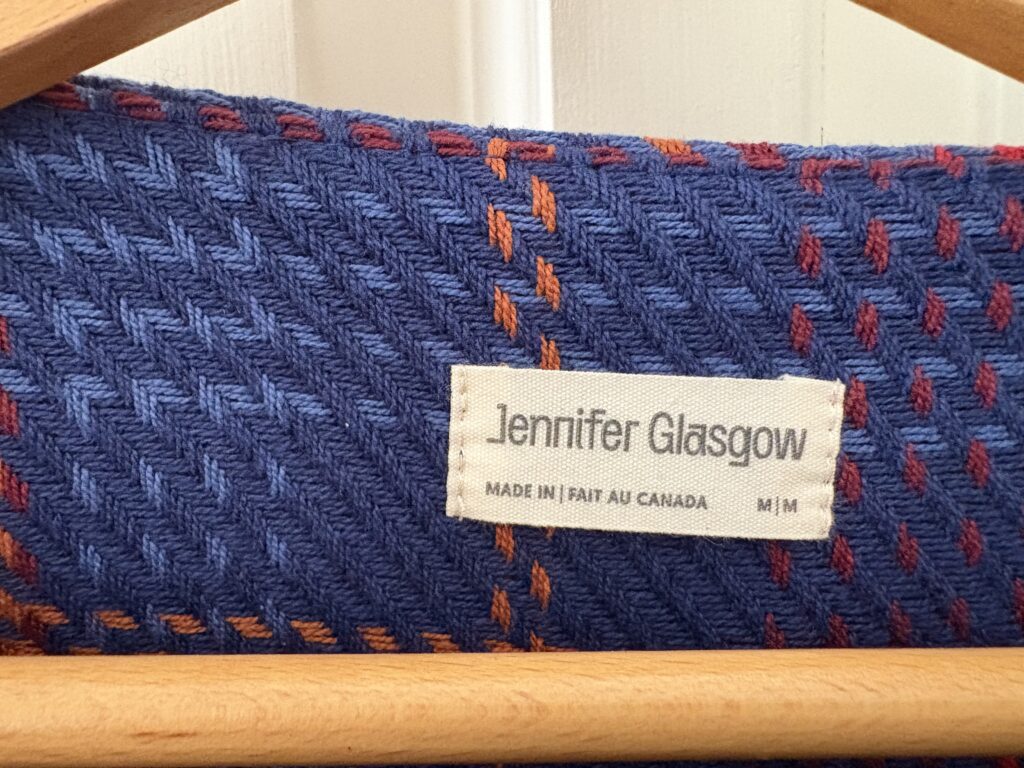 Jennifer Glasgow
MADE IN | FAIT AU CANADA M | M